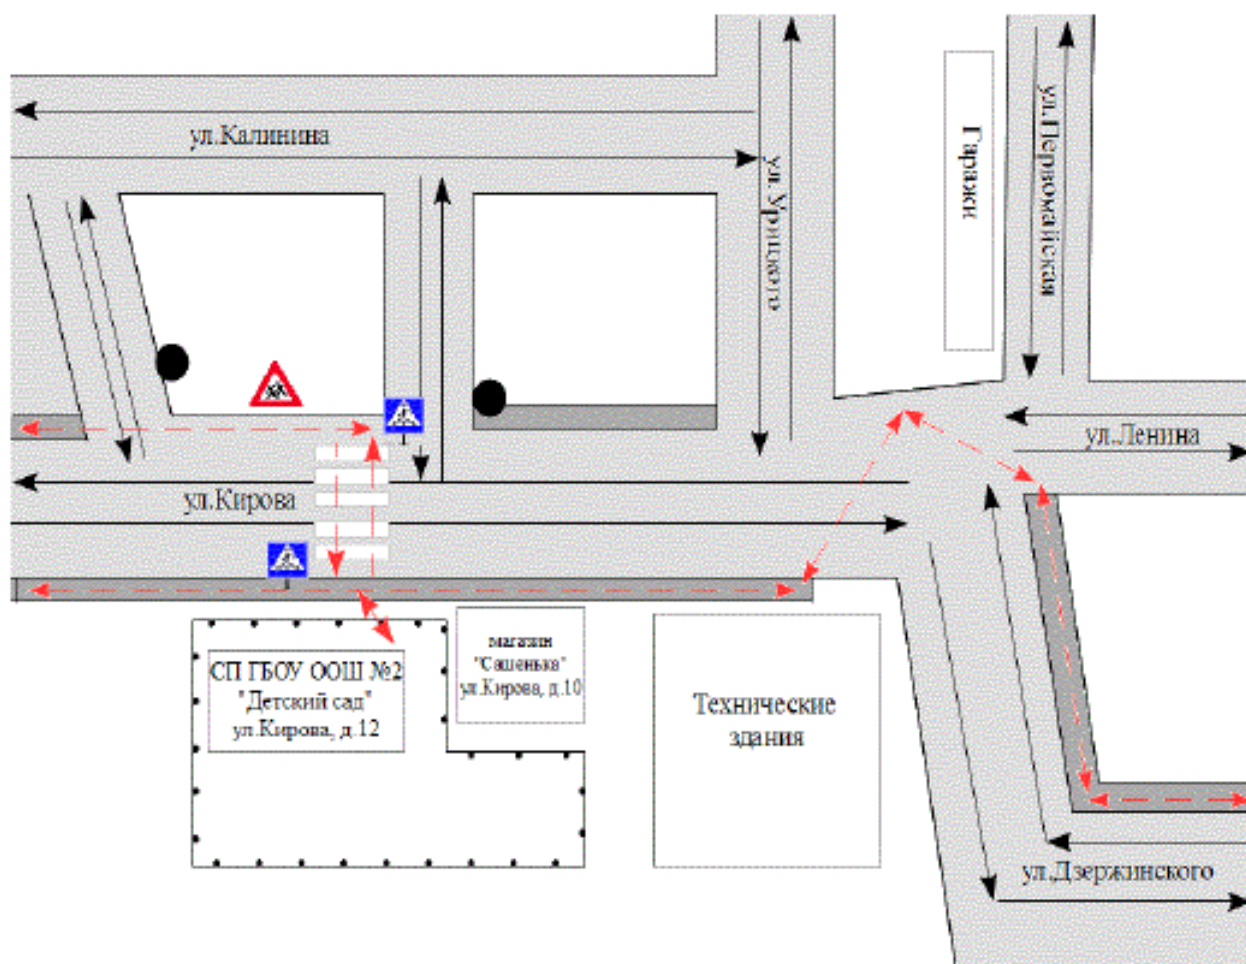 ул.Калинина
ул.Урицкого
Гаражи
ул.Первомайская
ул.Ленина
ул.Кирова
СП ГБОУ ООШ №2
"Детский сад"
ул.Кирова, д.12
магазин
"Сашенька"
ул.Кирова, д.10
Технические
здания
ул.Дзержинского